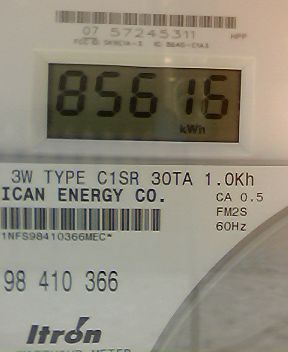 07 57245311 HPP
85616
kWh
3W TYPE C1SR 30TA 1.0Kh
ICAN ENERGY CO. CA 0.5
FM2S
60Hz
1NFS98410366MEC*
98 410 366
Itron